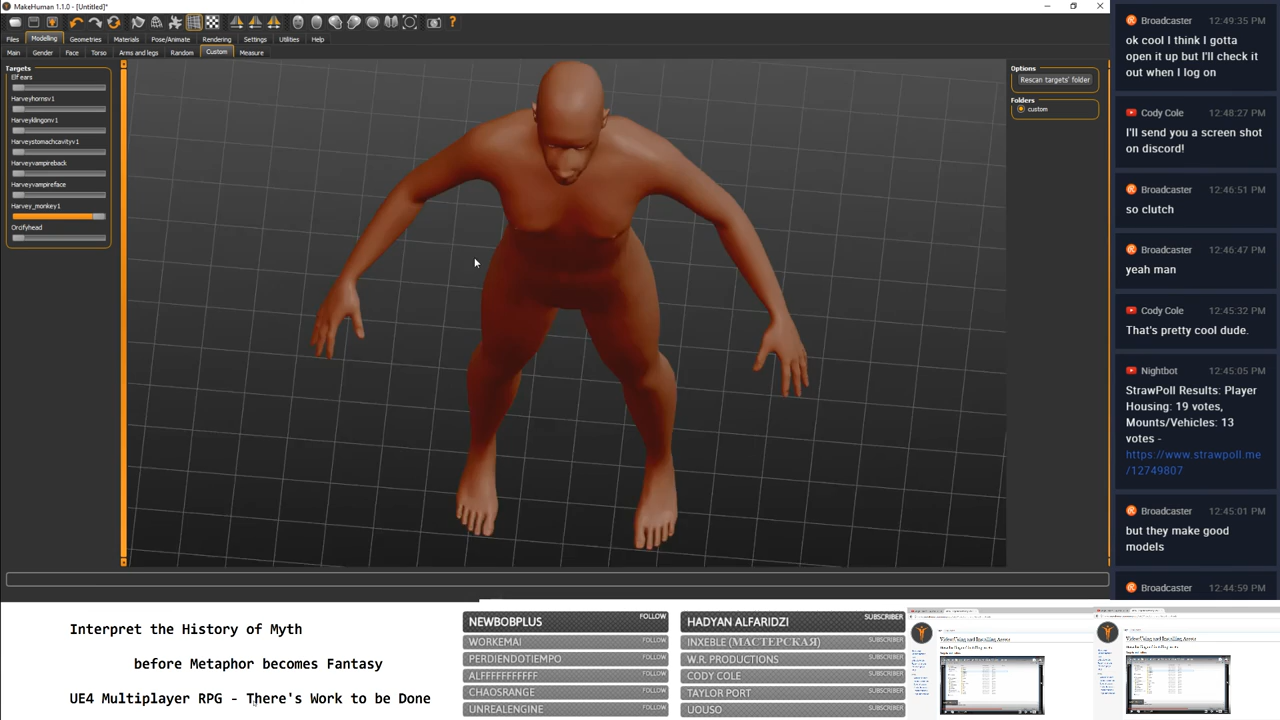 MakeHuman 1.1.0 - [Untitled]*
Files Modelling Geometries Materials Pose/Animate Rendering Settings Utilities Help
Main Gender Face Torso Arms and legs Random Custom Measure
Targets
Elf ears
Harveyhornsv1
Harveyklingonv1
Harveystomachcavityv1
Harveyvampireback
Harveyvampireface
Harvey_monkey1
Orcifyhead
Options
Rescan targets' folder
Folders
custom
Broadcaster 12:49:35 PM
ok cool I think I gotta
open it up but I'll check it
out when I log on
Cody Cole 12:48:27 PM
I'll send you a screen shot
on discord!
Broadcaster 12:46:51 PM
so clutch
Broadcaster 12:46:47 PM
yeah man
Cody Cole 12:45:32 PM
That's pretty cool dude.
Nightbot 12:45:05 PM
StrawPoll Results: Player
Housing: 19 votes,
Mounts/Vehicles: 13
votes -
https://www.strawpoll.me
/12749807
Broadcaster 12:45:01 PM
but they make good
models
Broadcaster 12:44:59 PM
Interpret the History of Myth
before Metaphor becomes Fantasy
UE4 Multiplayer RPG. There's Work to be Done
NEWBOBPLUS FOLLOW
WORKEMAI FOLLOW
PERDIENDOTIEMPO FOLLOW
ALFFFFFFFFFFF FOLLOW
CHAOSRANGE FOLLOW
UNREALENGINE FOLLOW
HADYAN ALFARIDZI SUBSCRIBER
INXEBLE (МАСТЕРСКАЯ) SUBSCRIBER
W.R. PRODUCTIONS SUBSCRIBER
CODY COLE SUBSCRIBER
TAYLOR PORT SUBSCRIBER
UOUSO SUBSCRIBER